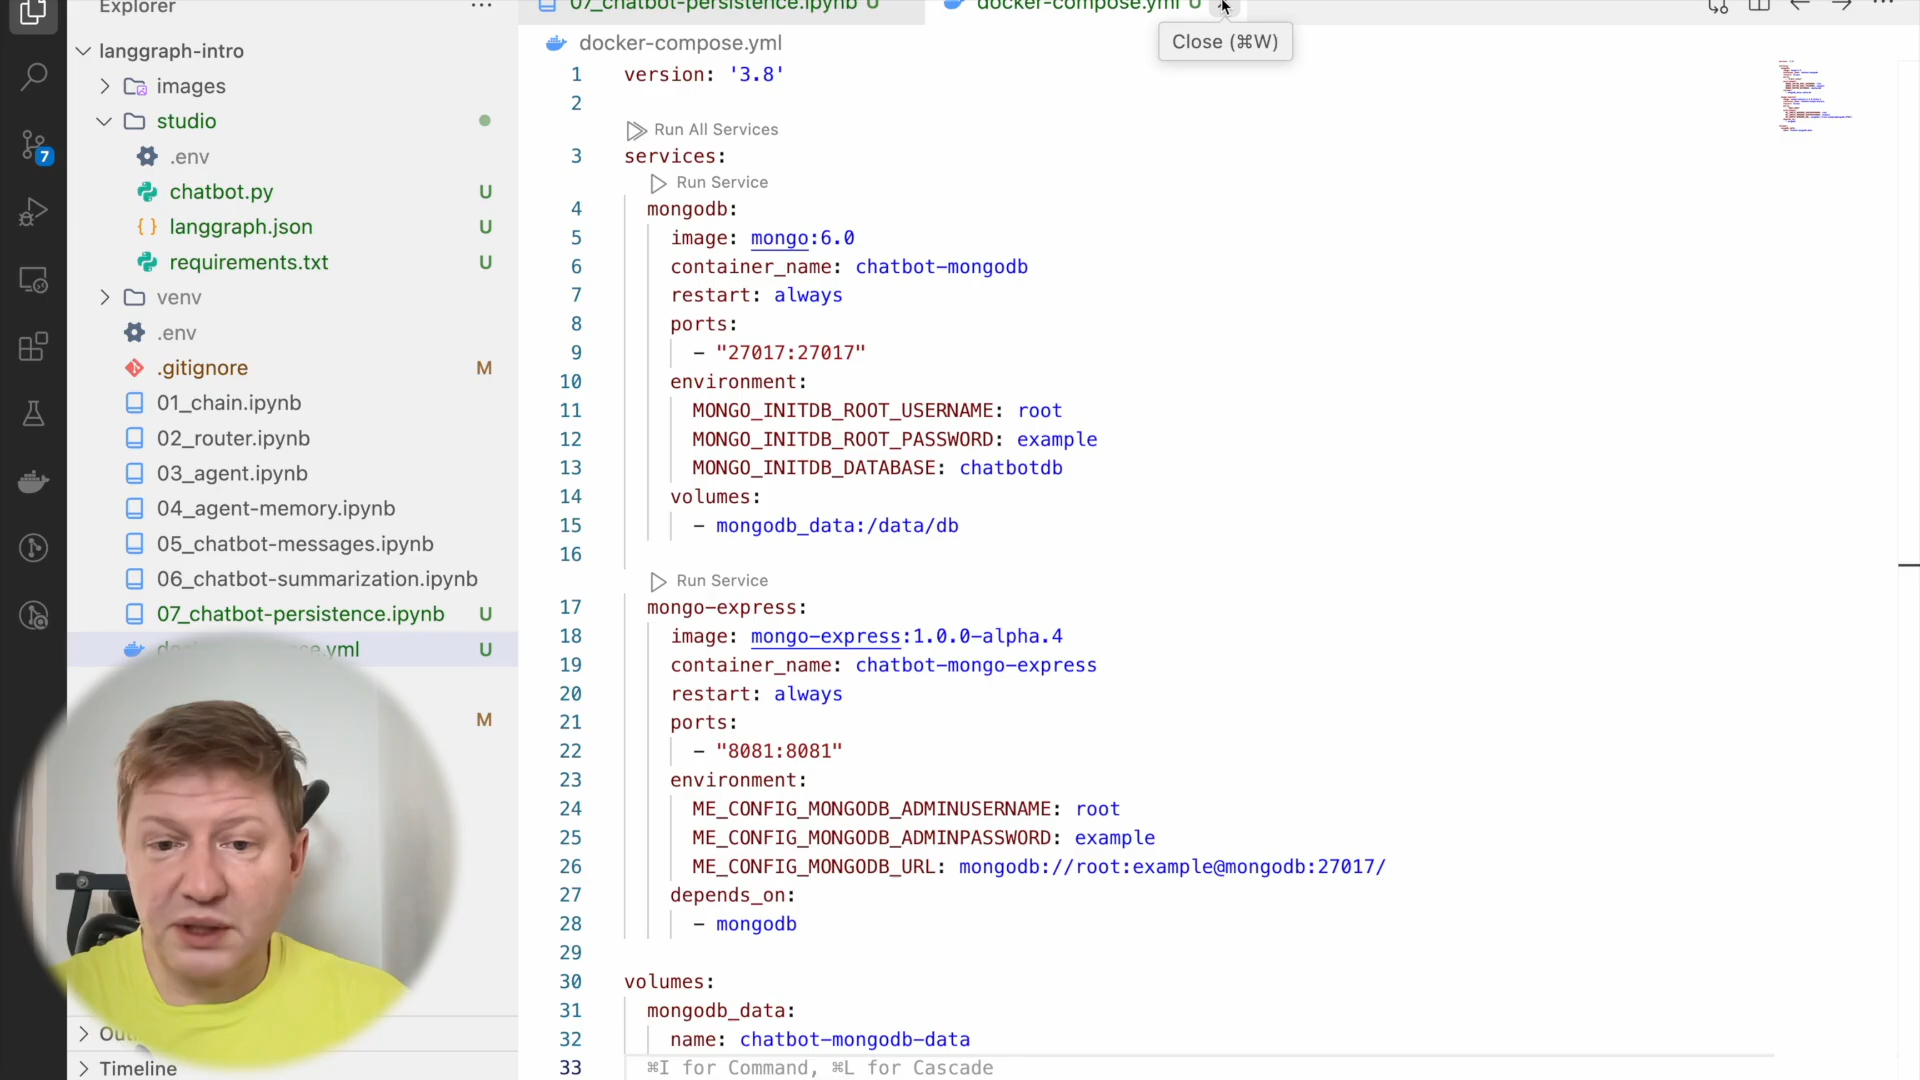 Explorer
07_chatbot-persistence.ipynb U
docker-compose.yml U
docker-compose.yml
Close (⌘W)
langgraph-intro
images
studio
.env
chatbot.py U
langgraph.json U
requirements.txt U
venv
.env
.gitignore M
01_chain.ipynb
02_router.ipynb
03_agent.ipynb
04_agent-memory.ipynb
05_chatbot-messages.ipynb
06_chatbot-summarization.ipynb
07_chatbot-persistence.ipynb U
U
M
Timeline
7
1 version: '3.8'
2
Run All Services
3 services:
Run Service
4 mongodb:
5 image: mongo:6.0
6 container_name: chatbot-mongodb
7 restart: always
8 ports:
9 - "27017:27017"
10 environment:
11 MONGO_INITDB_ROOT_USERNAME: root
12 MONGO_INITDB_ROOT_PASSWORD: example
13 MONGO_INITDB_DATABASE: chatbotdb
14 volumes:
15 - mongodb_data:/data/db
16
Run Service
17 mongo-express:
18 image: mongo-express:1.0.0-alpha.4
19 container_name: chatbot-mongo-express
20 restart: always
21 ports:
22 - "8081:8081"
23 environment:
24 ME_CONFIG_MONGODB_ADMINUSERNAME: root
25 ME_CONFIG_MONGODB_ADMINPASSWORD: example
26 ME_CONFIG_MONGODB_URL: mongodb://root:example@mongodb:27017/
27 depends_on:
28 - mongodb
29
30 volumes:
31 mongodb_data:
32 name: chatbot-mongodb-data
33 ⌘I for Command, ⌘L for Cascade